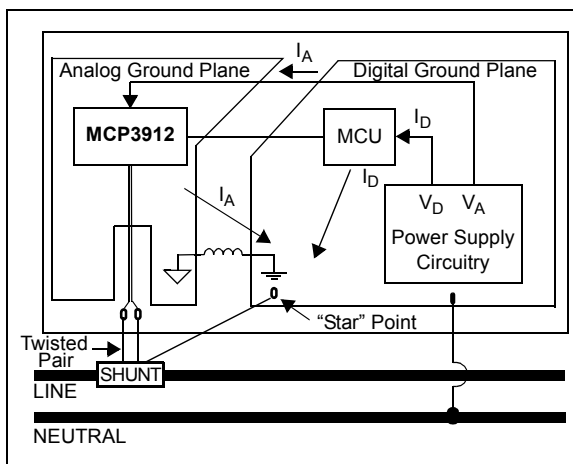 I_A
Analog Ground Plane
Digital Ground Plane
MCP3912
MCU
I_D
I_A
I_D
V_D V_A
Power Supply
Circuitry
"Star" Point
Twisted
Pair
SHUNT
LINE
NEUTRAL